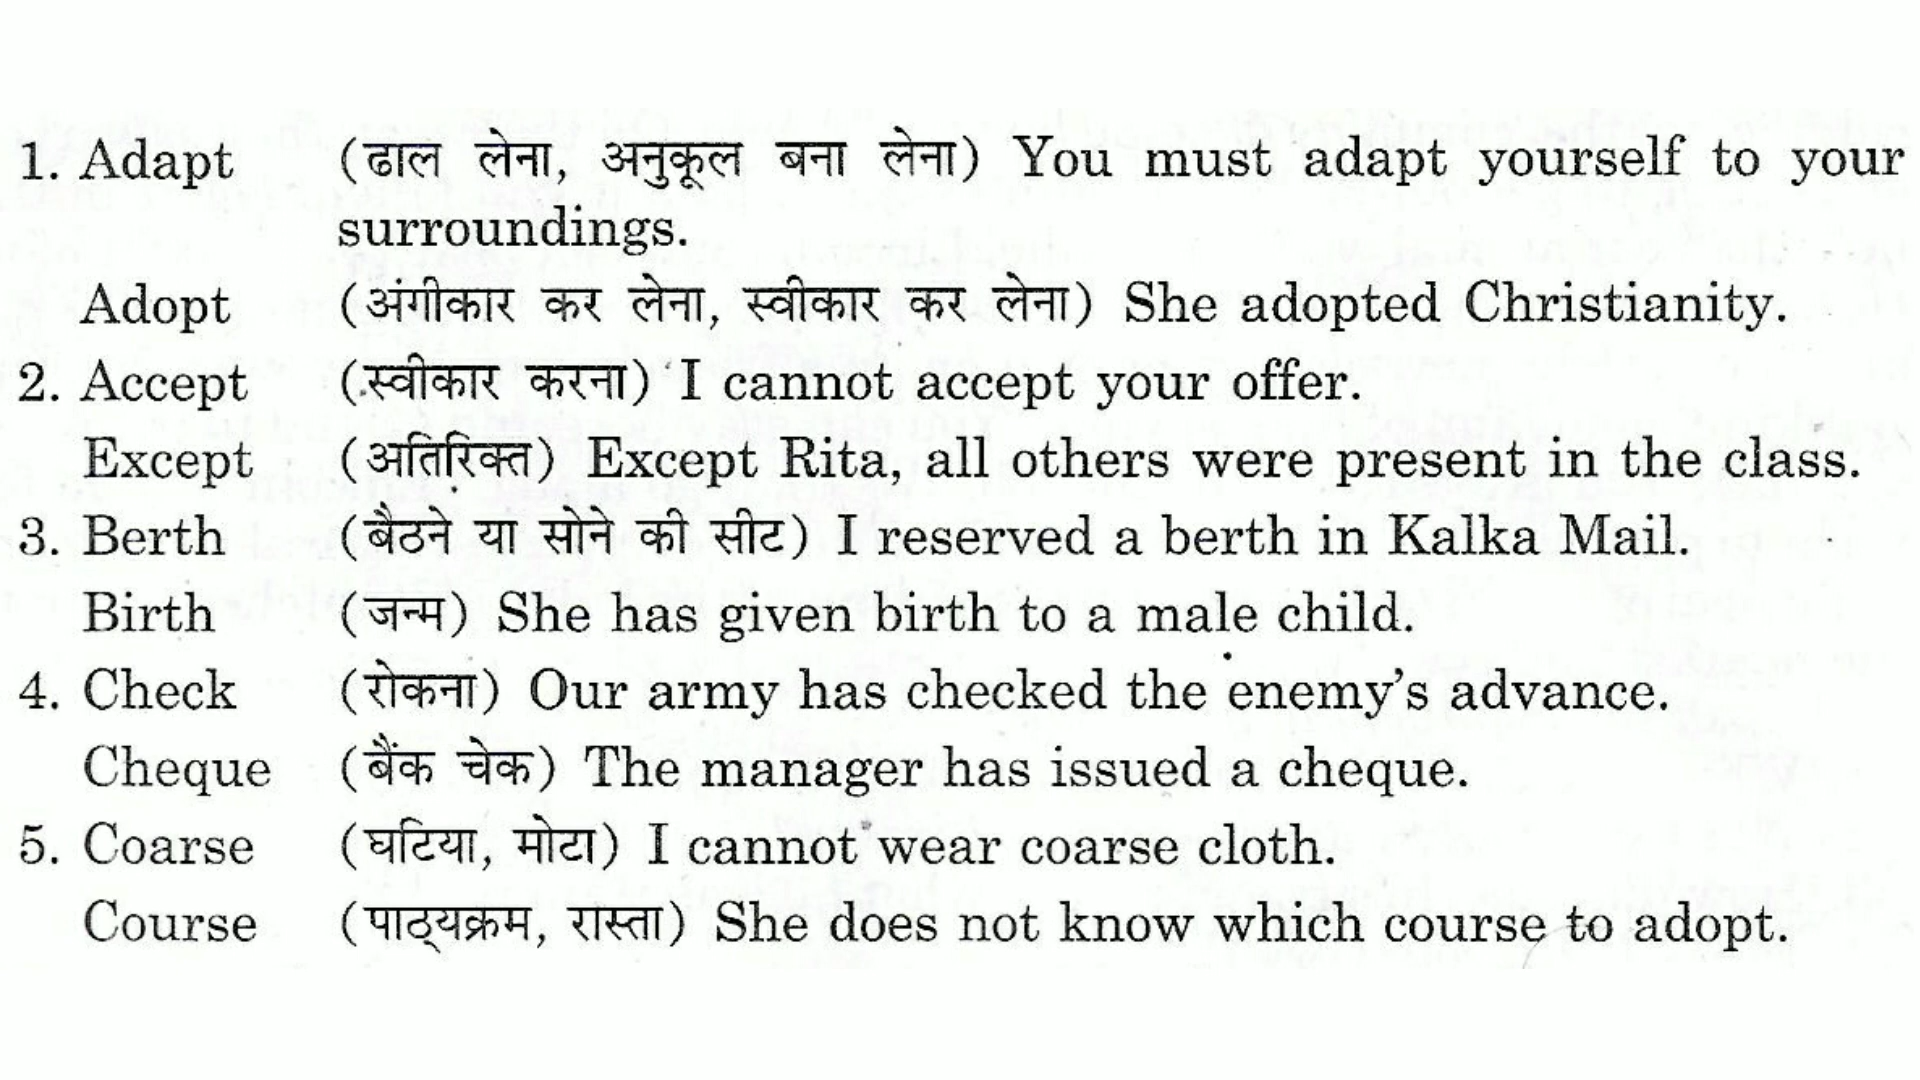 1. Adapt (ढाल लेना, अनुकूल बना लेना) You must adapt yourself to your
surroundings.
Adopt (अंगीकार कर लेना, स्वीकार कर लेना) She adopted Christianity.
2. Accept (स्वीकार करना) I cannot accept your offer.
Except (अतिरिक्त) Except Rita, all others were present in the class.
3. Berth (बैठने या सोने की सीट) I reserved a berth in Kalka Mail.
Birth (जन्म) She has given birth to a male child.
4. Check (रोकना) Our army has checked the enemy's advance.
Cheque (बैंक चेक) The manager has issued a cheque.
5. Coarse (घटिया, मोटा) I cannot wear coarse cloth.
Course (पाठ्यक्रम, रास्ता) She does not know which course to adopt.